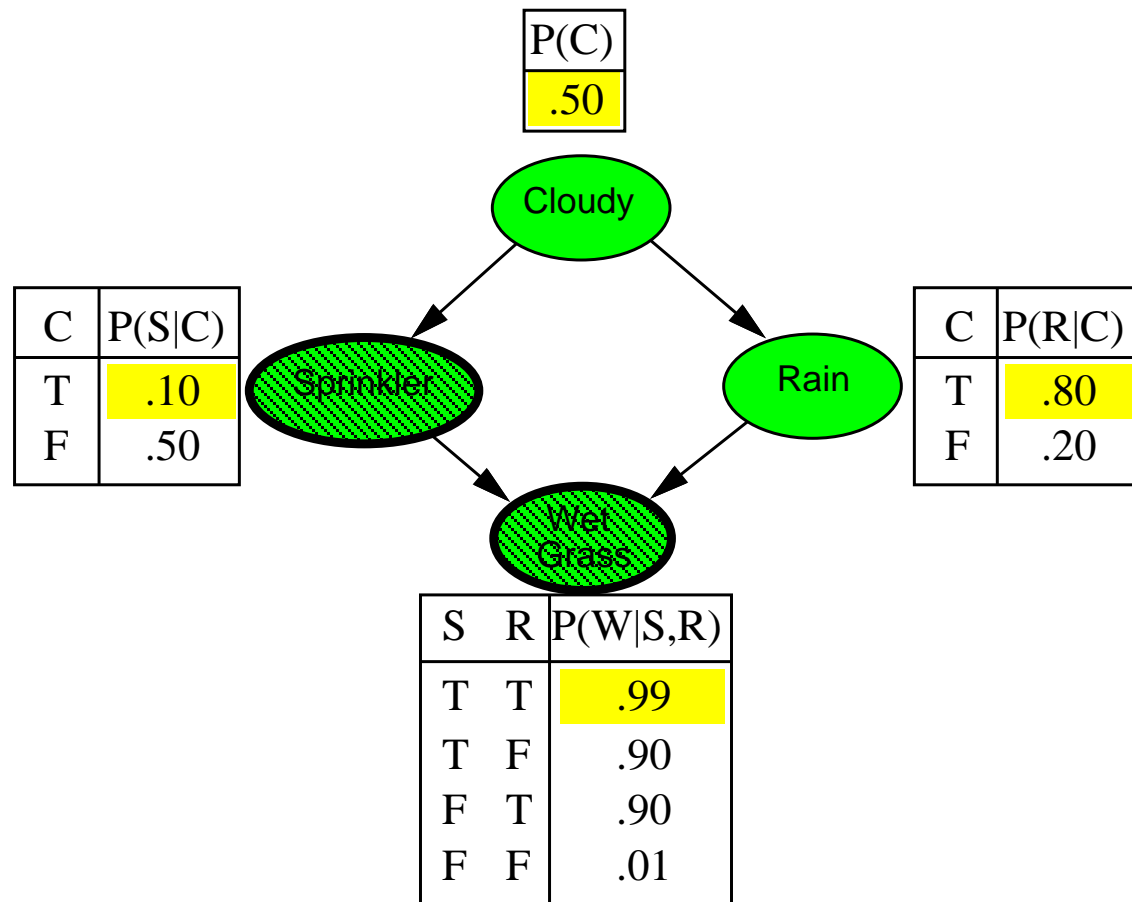 P(C)
.50
Cloudy
C P(S|C)
T .10
F .50
Sprinkler
Rain
C P(R|C)
T .80
F .20
Wet
Grass
S R P(W|S,R)
T T .99
T F .90
F T .90
F F .01